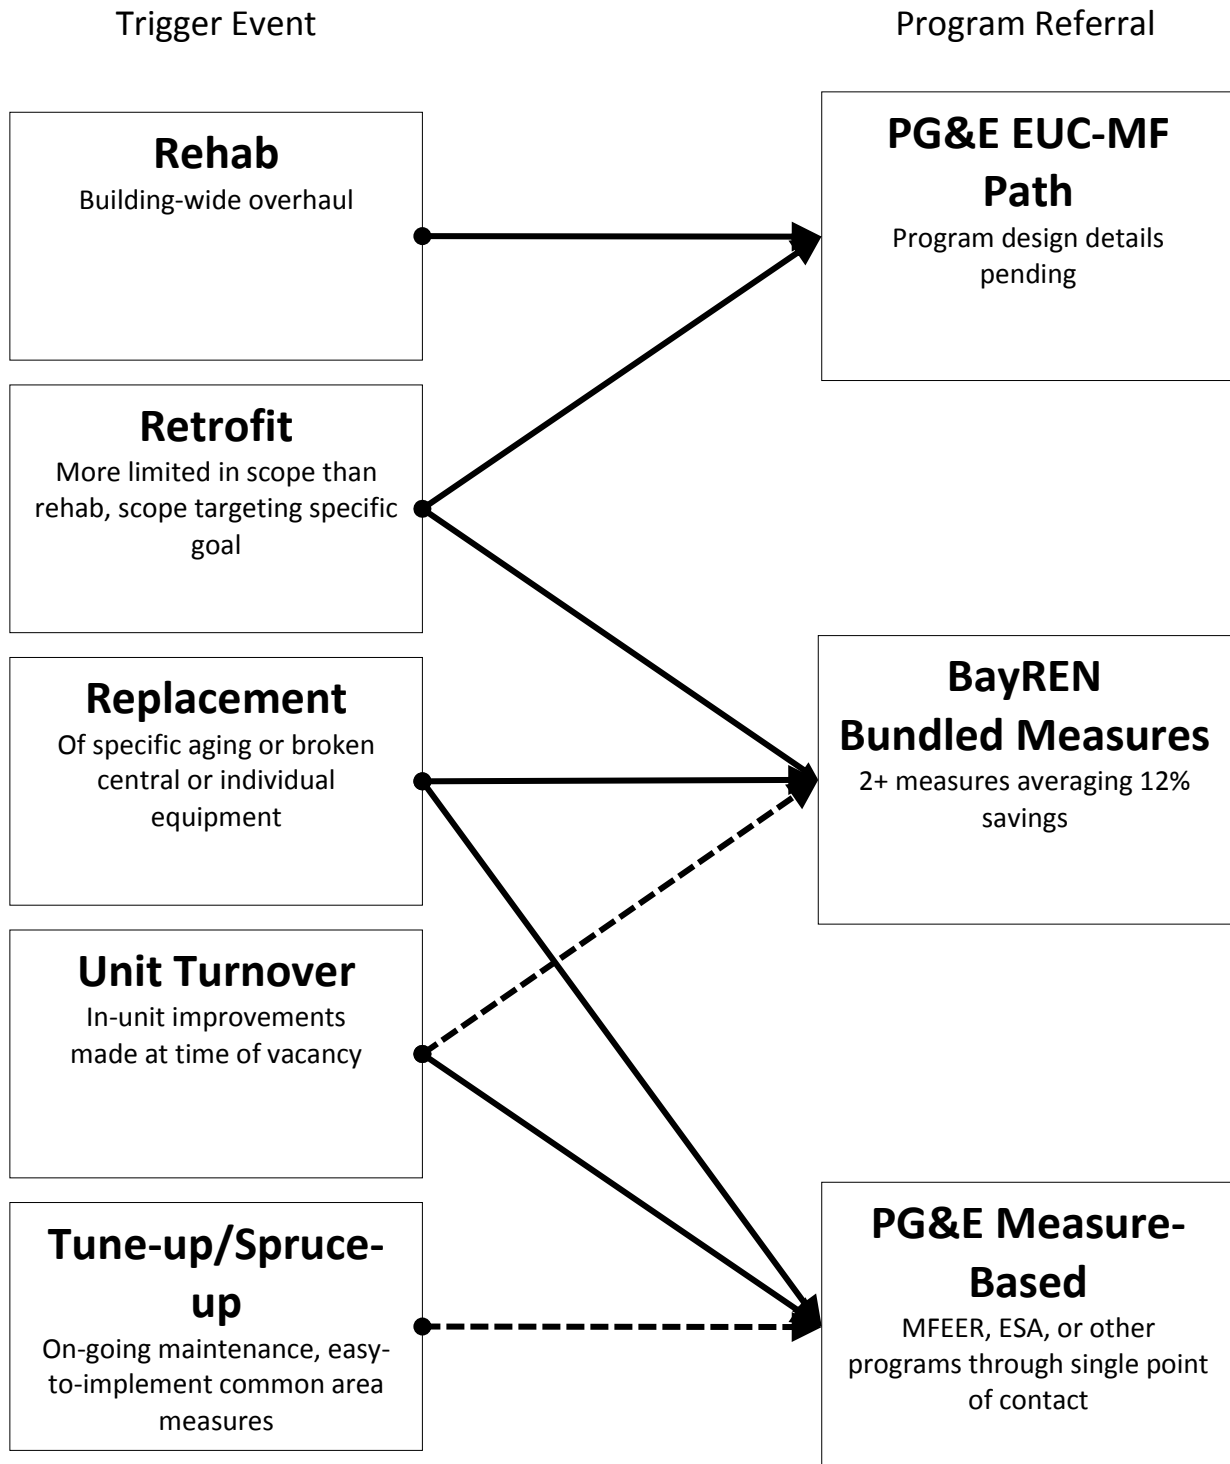 Trigger Event
Program Referral
Rehab
Building-wide overhaul
Retrofit
More limited in scope than
rehab, scope targeting specific
goal
Replacement
Of specific aging or broken
central or individual
equipment
Unit Turnover
In-unit improvements
made at time of vacancy
Tune-up/Spruce-
up
On-going maintenance, easy-
to-implement common area
measures
PG&E EUC-MF
Path
Program design details
pending
BayREN
Bundled Measures
2+ measures averaging 12%
savings
PG&E Measure-
Based
MFEER, ESA, or other
programs through single point
of contact